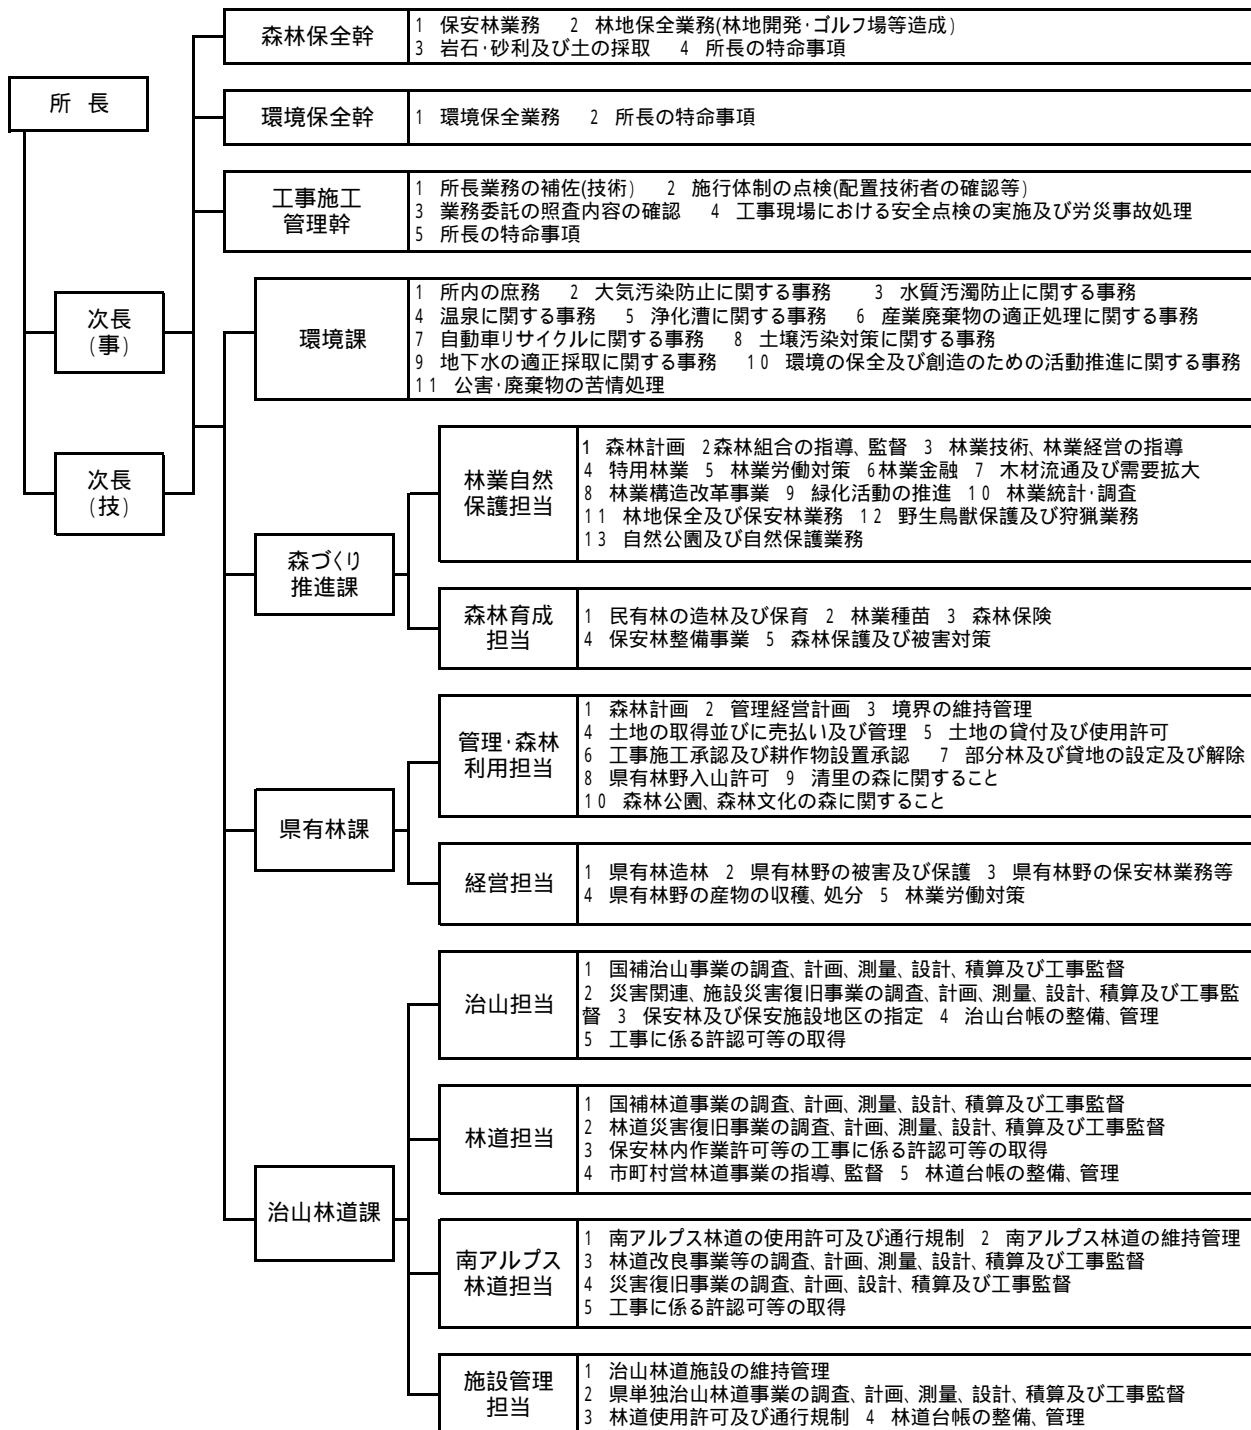 所 長
次長
(事)
次長
(技)
森林保全幹
1 保安林業務 2 林地保全業務(林地開発・ゴルフ場等造成)
3 岩石・砂利及び土の採取 4 所長の特命事項
環境保全幹
1 環境保全業務 2 所長の特命事項
工事施工
管理幹
1 所長業務の補佐(技術) 2 施行体制の点検(配置技術者の確認等)
3 業務委託の照査内容の確認 4 工事現場における安全点検の実施及び労災事故処理
5 所長の特命事項
環境課
1 所内の庶務 2 大気汚染防止に関する事務 3 水質汚濁防止に関する事務
4 温泉に関する事務 5 浄化漕に関する事務 6 産業廃棄物の適正処理に関する事務
7 自動車リサイクルに関する事務 8 土壌汚染対策に関する事務
9 地下水の適正採取に関する事務 10 環境の保全及び創造のための活動推進に関する事務
11 公害・廃棄物の苦情処理
森づくり
推進課
林業自然
保護担当
1 森林計画 2森林組合の指導、監督 3 林業技術、林業経営の指導
4 特用林業 5 林業労働対策 6林業金融 7 木材流通及び需要拡大
8 林業構造改革事業 9 緑化活動の推進 10 林業統計・調査
11 林地保全及び保安林業務 12 野生鳥獣保護及び狩猟業務
13 自然公園及び自然保護業務
森林育成
担当
1 民有林の造林及び保育 2 林業種苗 3 森林保険
4 保安林整備事業 5 森林保護及び被害対策
県有林課
管理・森林
利用担当
1 森林計画 2 管理経営計画 3 境界の維持管理
4 土地の取得並びに売払い及び管理 5 土地の貸付及び使用許可
6 工事施工承認及び耕作物設置承認 7 部分林及び貸地の設定及び解除
8 県有林野入山許可 9 清里の森に関すること
10 森林公園、森林文化の森に関すること
経営担当
1 県有林造林 2 県有林野の被害及び保護 3 県有林野の保安林業務等
4 県有林野の産物の収穫、処分 5 林業労働対策
治山林道課
治山担当
1 国補治山事業の調査、計画、測量、設計、積算及び工事監督
2 災害関連、施設災害復旧事業の調査、計画、測量、設計、積算及び工事監
督 3 保安林及び保安施設地区の指定 4 治山台帳の整備、管理
5 工事に係る許認可等の取得
林道担当
1 国補林道事業の調査、計画、測量、設計、積算及び工事監督
2 林道災害復旧事業の調査、計画、測量、設計、積算及び工事監督
3 保安林内作業許可等の工事に係る許認可等の取得
4 市町村営林道事業の指導、監督 5 林道台帳の整備、管理
南アルプス
林道担当
1 南アルプス林道の使用許可及び通行規制 2 南アルプス林道の維持管理
3 林道改良事業等の調査、計画、測量、設計、積算及び工事監督
4 災害復旧事業の調査、計画、設計、積算及び工事監督
5 工事に係る許認可等の取得
施設管理
担当
1 治山林道施設の維持管理
2 県単独治山林道事業の調査、計画、測量、設計、積算及び工事監督
3 林道使用許可及び通行規制 4 林道台帳の整備、管理